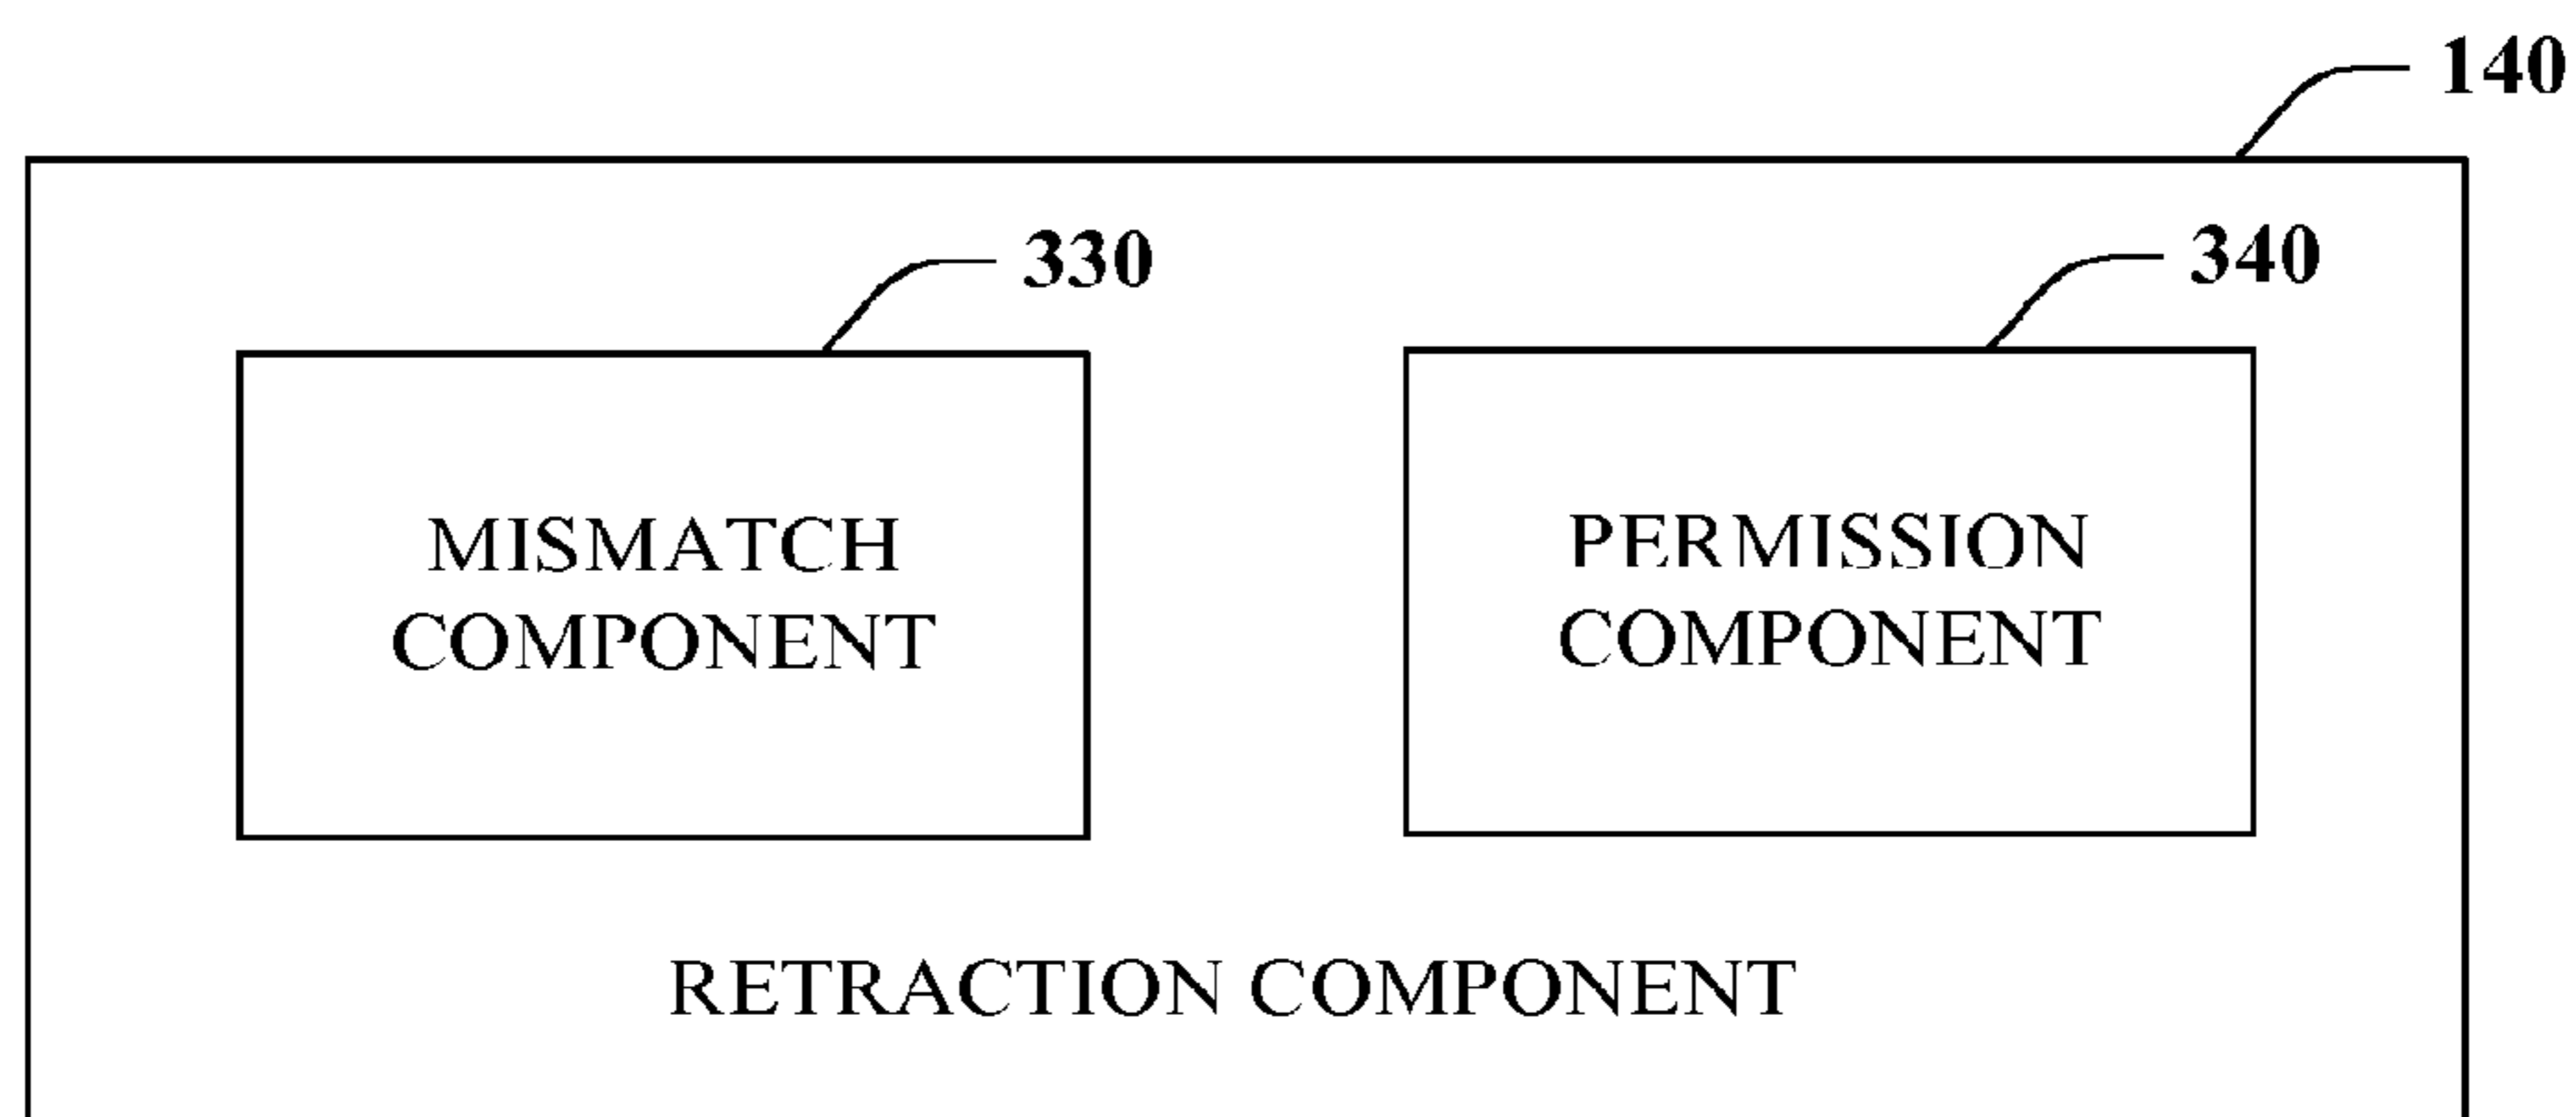 140
330
340
MISMATCH
COMPONENT
PERMISSION
COMPONENT
RETRACTION COMPONENT